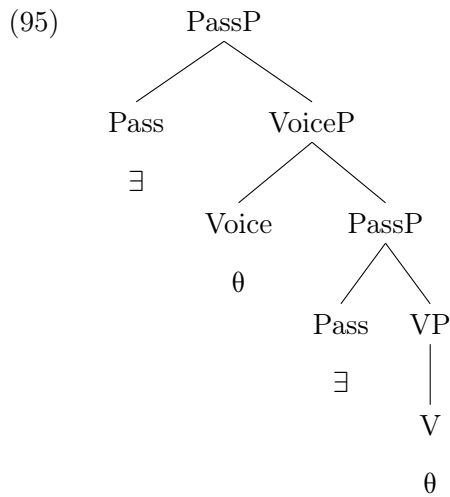 (95) PassP
Pass VoiceP
∃
Voice PassP
θ
Pass VP
∃
V
θ